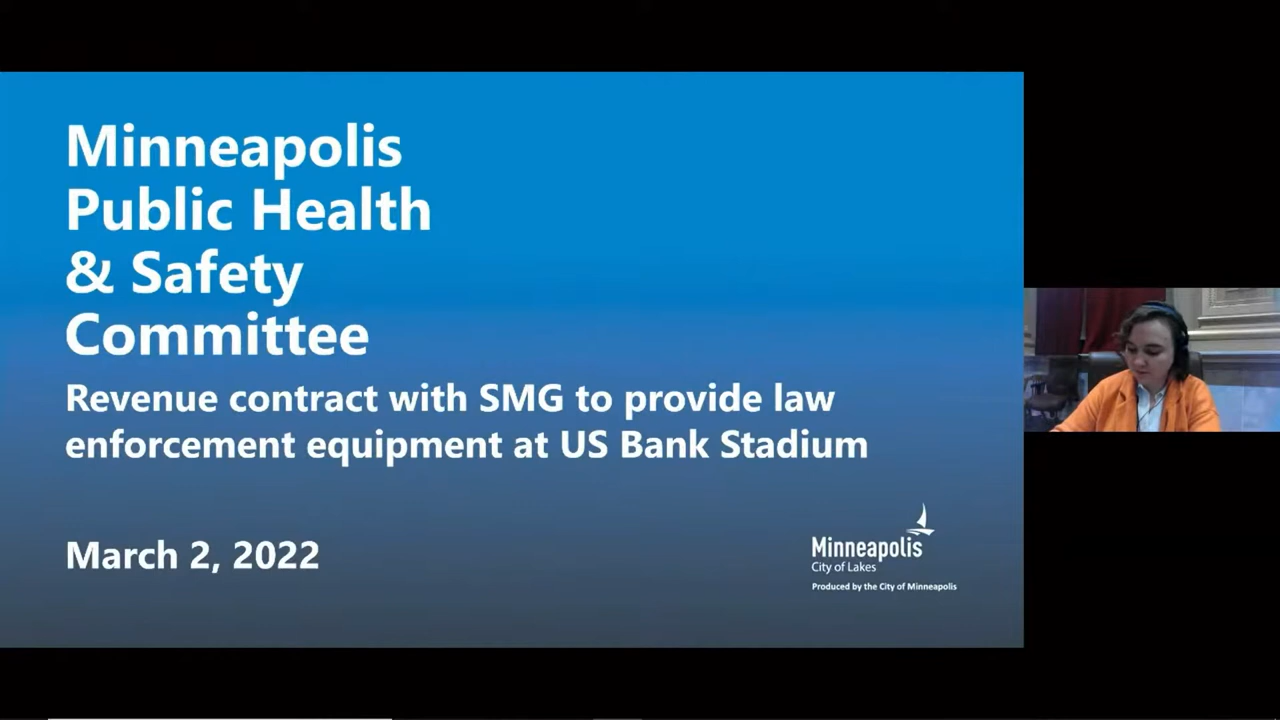 Minneapolis
Public Health
& Safety
Committee
Revenue contract with SMG to provide law
enforcement equipment at US Bank Stadium
March 2, 2022
Minneapolis
City of Lakes
Produced by the City of Minneapolis